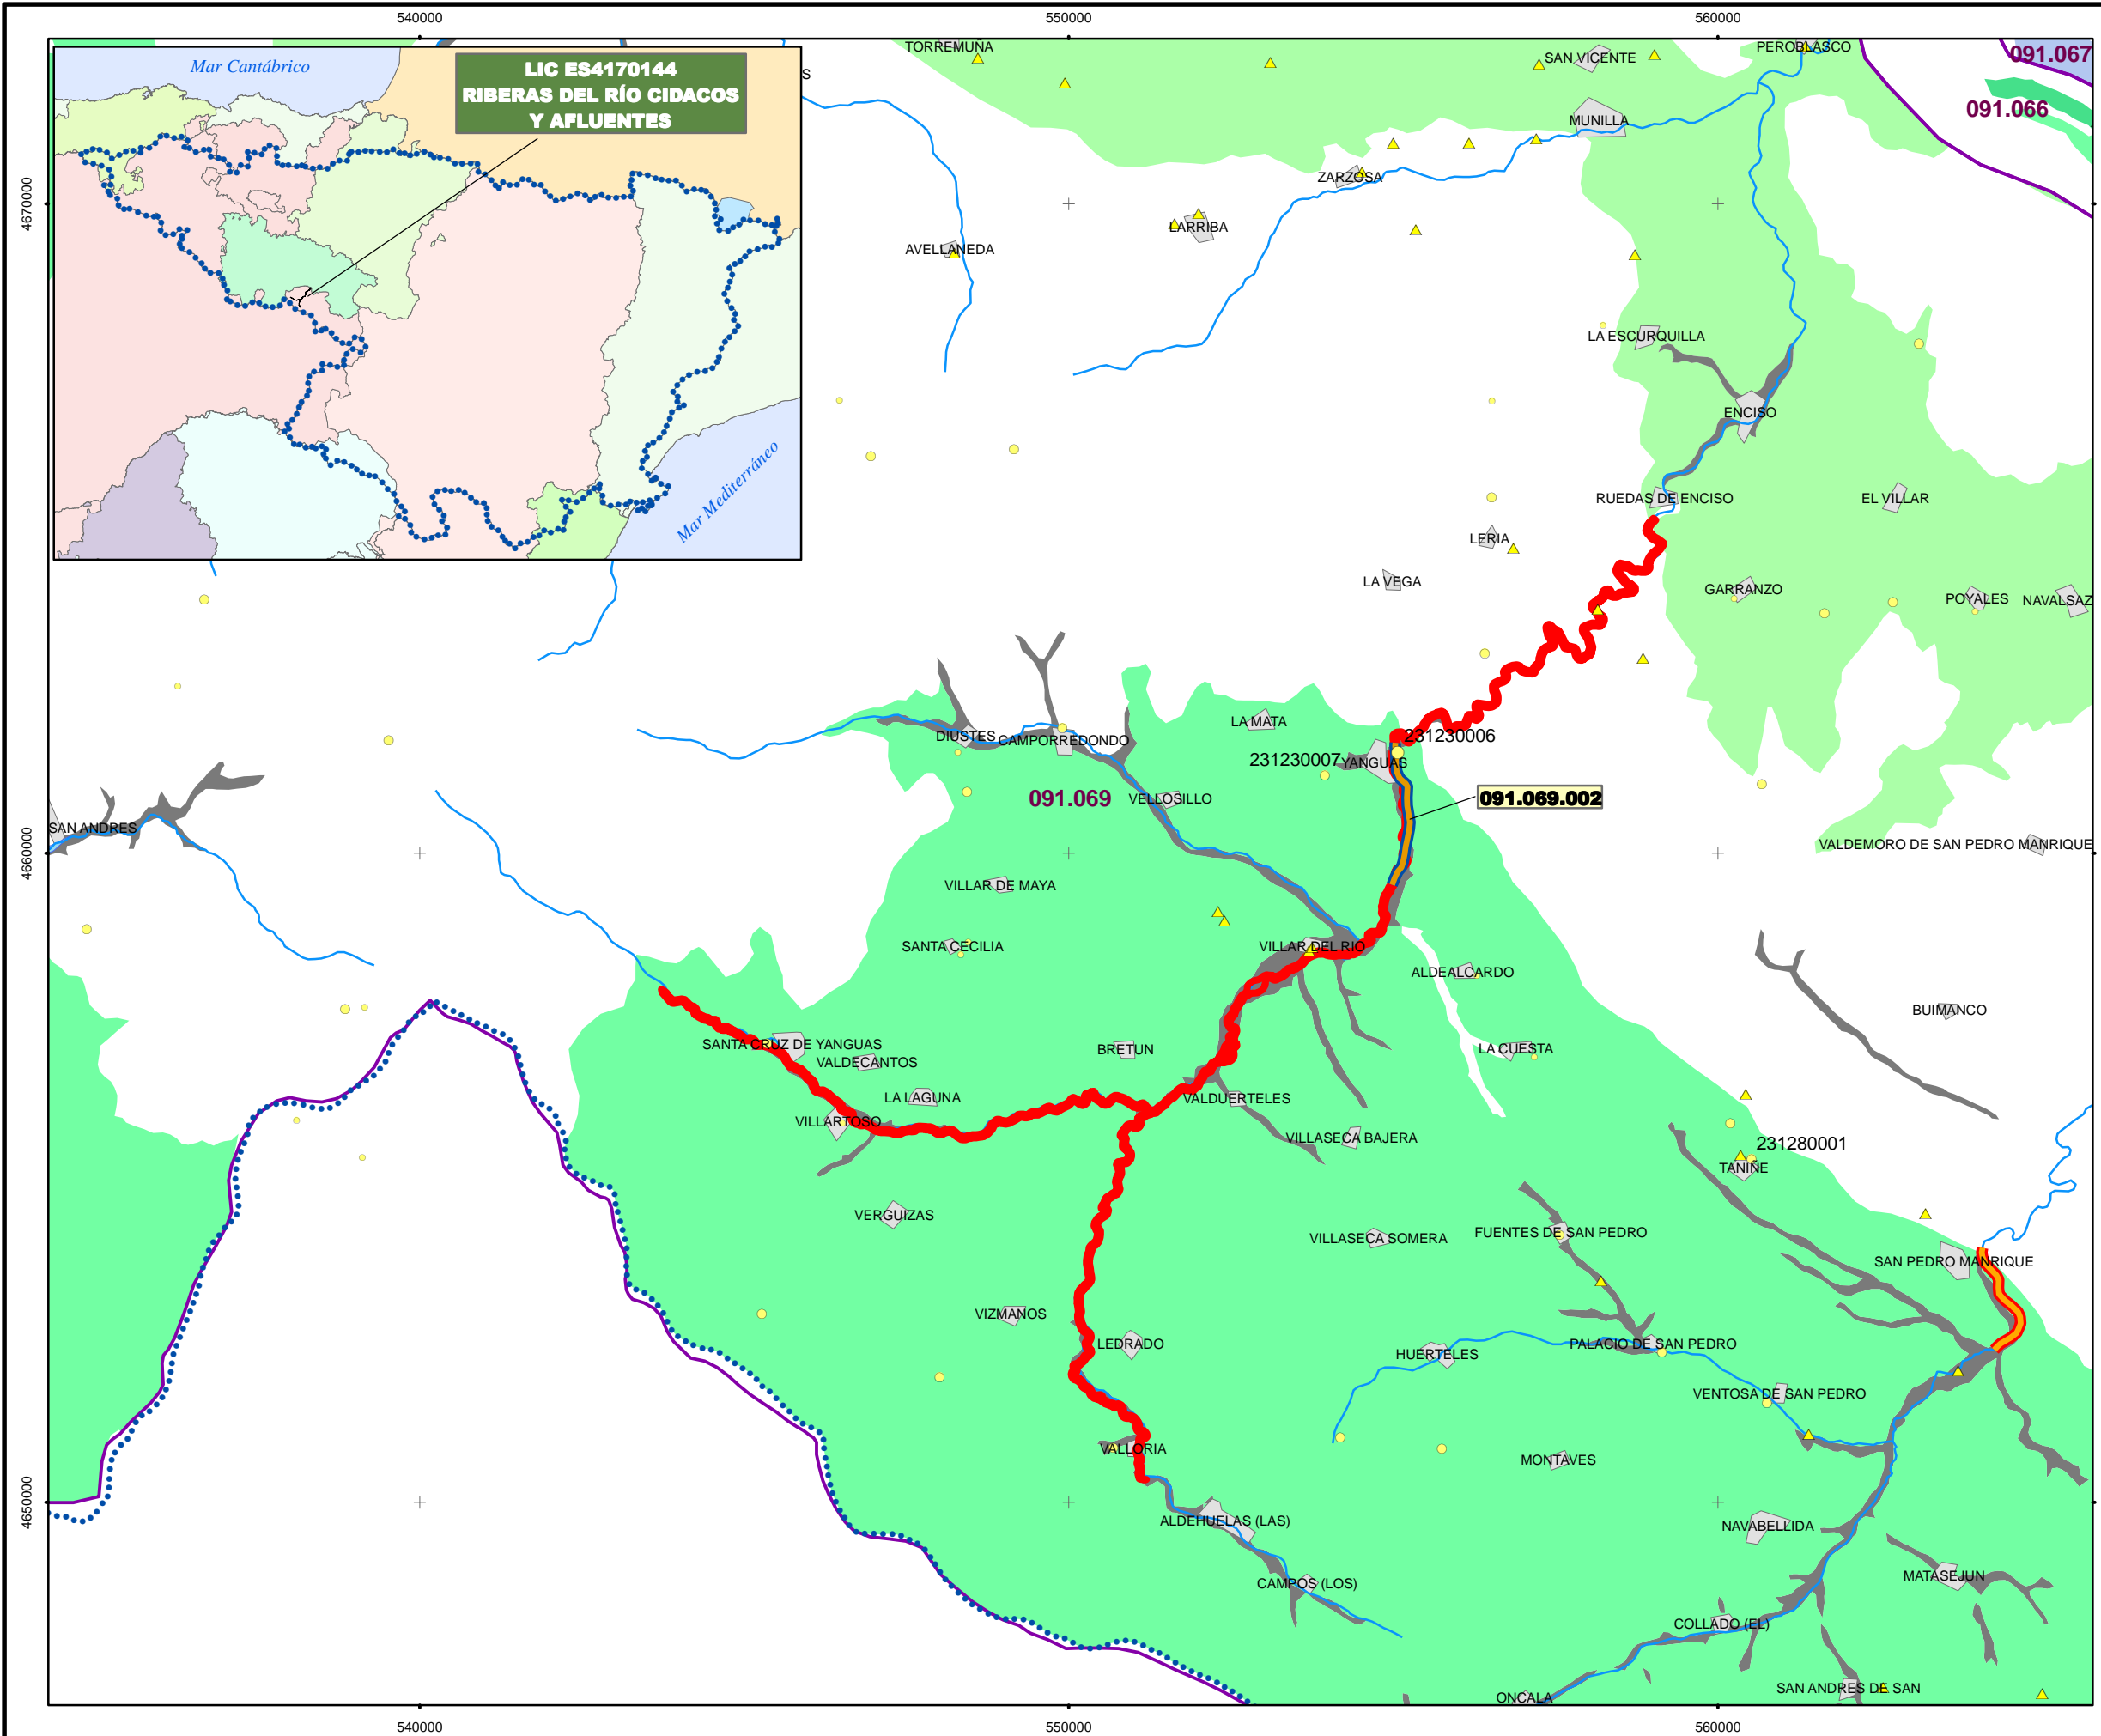 540000
550000
560000
4670000
4660000
4650000
Mar Cantábrico
LIC ES4170144
RIBERAS DEL RÍO CIDACOS
Y AFLUENTES
Mar Mediterráneo
S
TORREMUÑA
SAN VICENTE
PEROBLASCO
091.067
091.066
MUNILLA
ZARZOSA
LARRIBA
AVELLANEDA
LA ESCURQUILLA
ENCISO
RUEDAS DE ENCISO
EL VILLAR
LERIA
LA VEGA
GARRANZO
POYALES
NAVALSAZ
LA MATA
DIUSTES
CAMPORREDONDO
231230006
231230007
YANGUAS
091.069
VELLOSILLO
091.069.002
SAN ANDRES
VALDEMORO DE SAN PEDRO MANRIQUE
VILLAR DE MAYA
SANTA CECILIA
VILLAR DEL RIO
ALDEALCARDO
BUIMANCO
SANTA CRUZ DE YANGUAS
VALDECANTOS
BRETUN
LA CUESTA
LA LAGUNA
VALDUERTELES
VILLARTOSO
VILLASECA BAJERA
231280001
TANIÑE
VERGUIZAS
VILLASECA SOMERA
FUENTES DE SAN PEDRO
SAN PEDRO MANRIQUE
VIZMANOS
LEDRADO
HUERTELES
PALACIO DE SAN PEDRO
VENTOSA DE SAN PEDRO
VALLORIA
MONTAVES
ALDEHUELAS (LAS)
NAVABELLIDA
CAMPOS (LOS)
MATASEJUN
COLLADO (EL)
ONCALA
SAN ANDRES DE SAN
540000
550000
560000